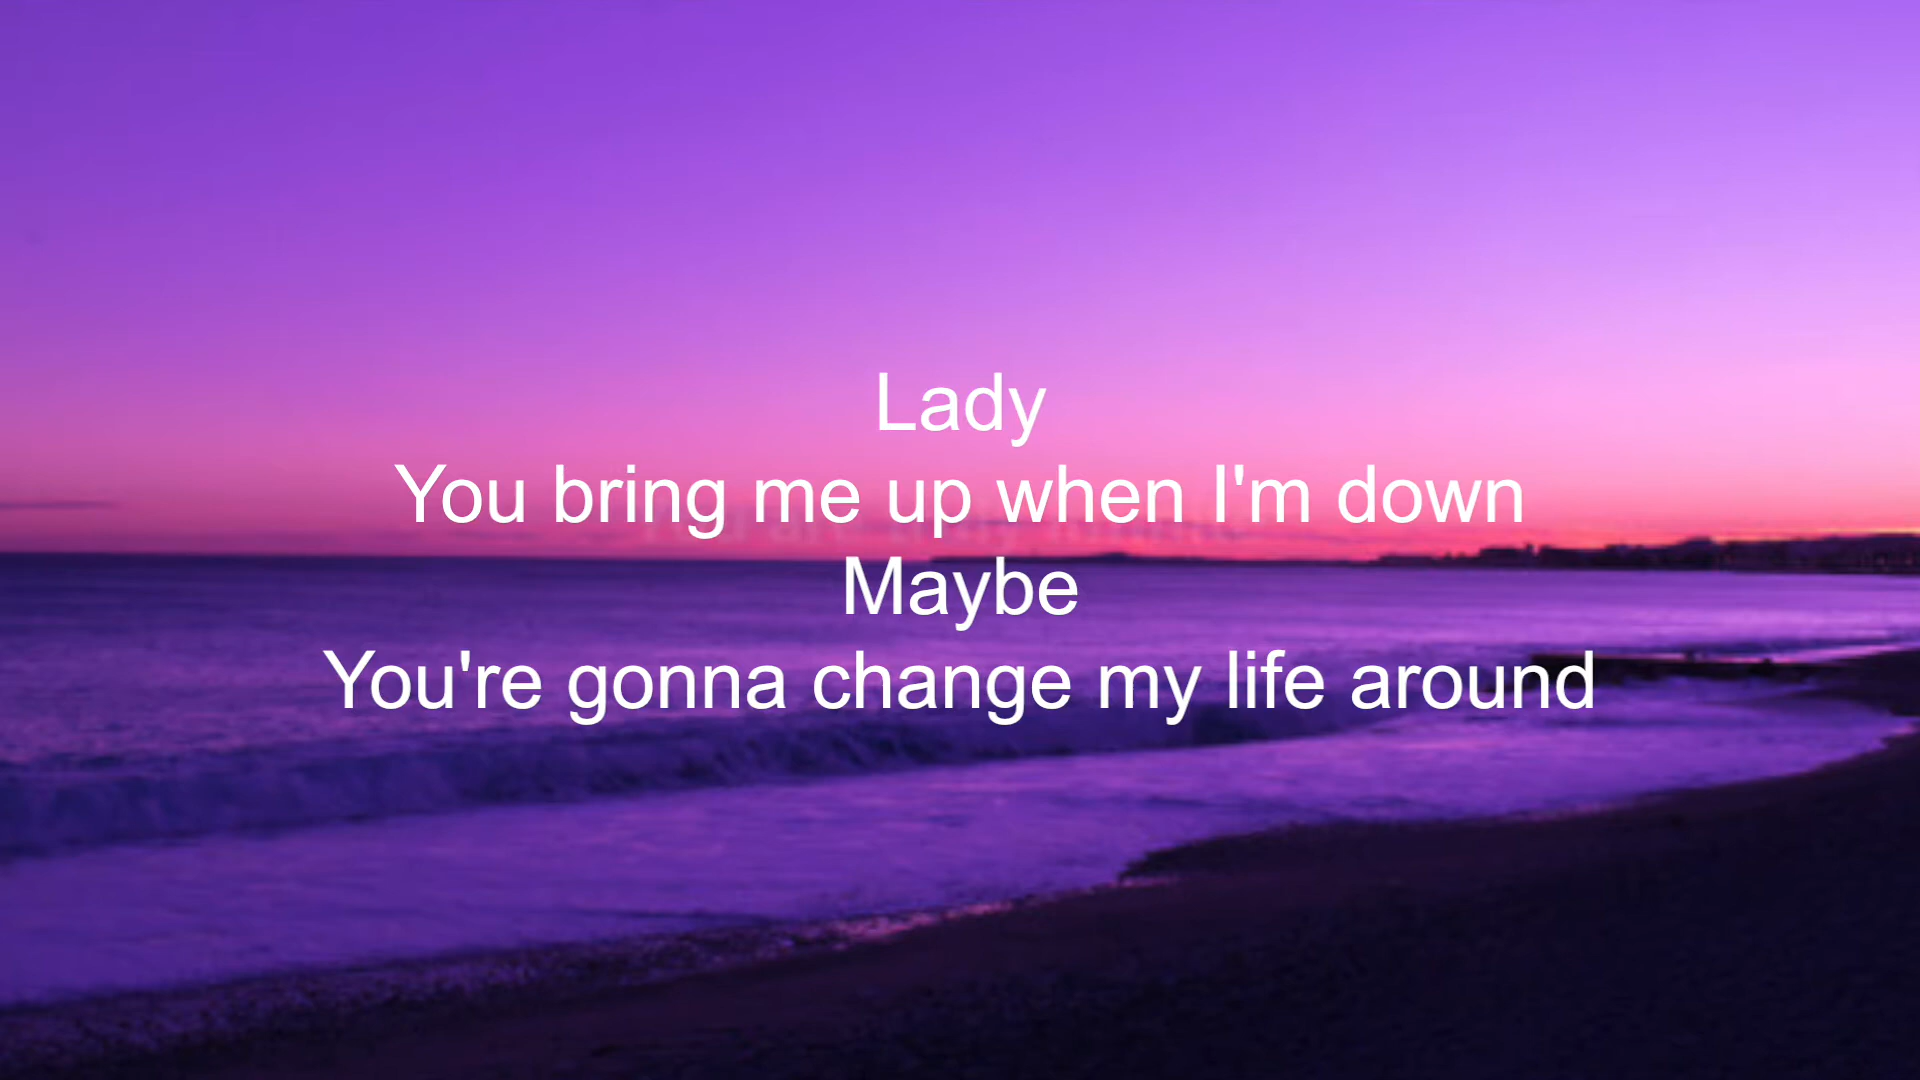 Lady
You bring me up when I'm down
Maybe
You're gonna change my life around